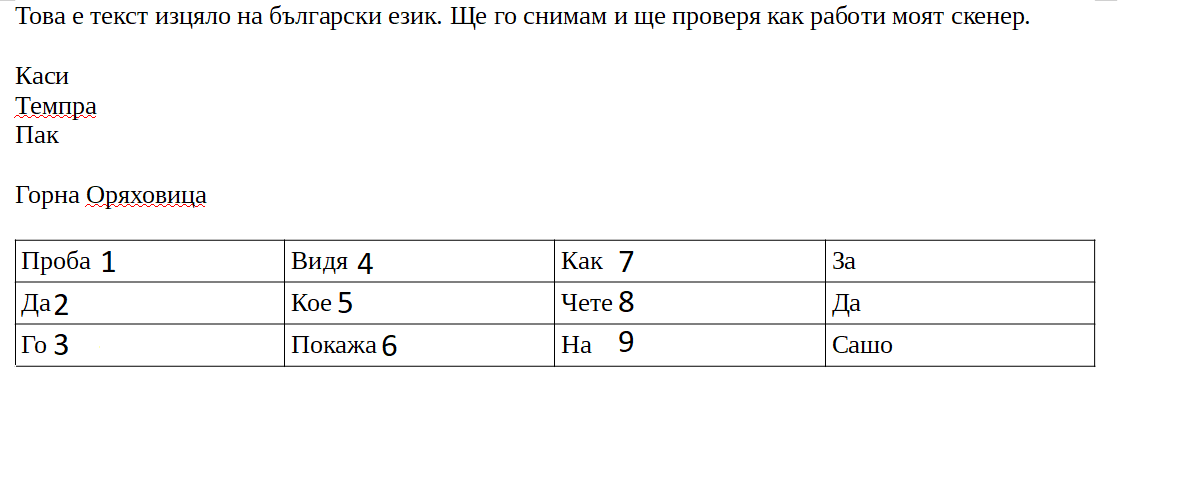 Това е текст изцяло на български език. Ще го снимам и ще проверя как работи моят скенер.
Каси
Темпра
Пак
Горна Оряховица
Проба 1 Видя 4 Как 7 За
Да 2 Кое 5 Чете 8 Да
Го 3 Покажа 6 На 9 Сашо